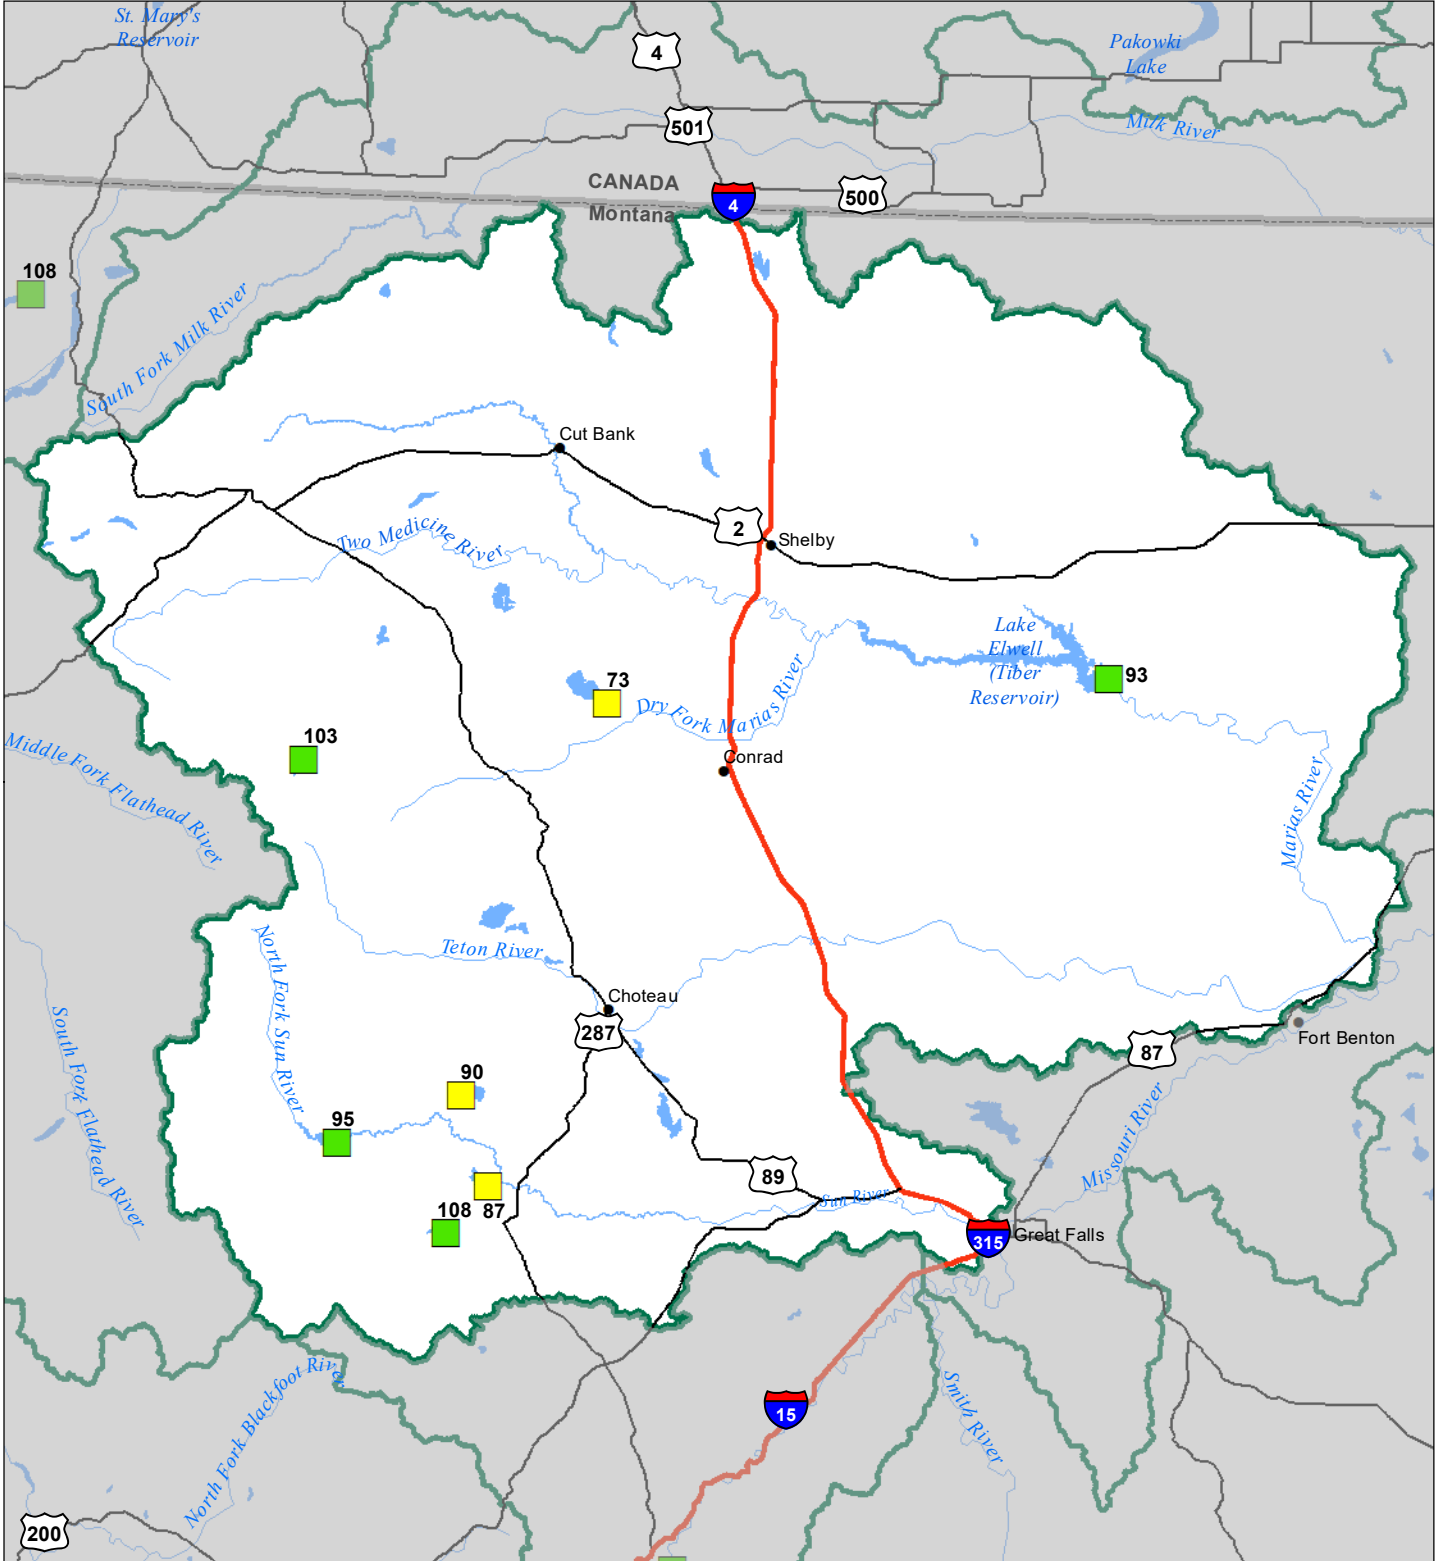 St. Mary's
Reservoir
4
Pakowki
Lake
501
Milk River
CANADA
Montana
4
500
108
South Fork Milk River
Cut Bank
2
Shelby
Two Medicine River
Lake
Elwell
(Tiber
Reservoir)
93
73
Dry Fork Marias River
103
Middle Fork Flathead River
Conrad
Marias River
Teton River
North Fork Sun River
Choteau
287
South Fork Flathead River
Fort Benton
87
90
95
Missouri River
89
87
108
Sun River
315
Great Falls
North Fork Blackfoot River
Smith River
15
200